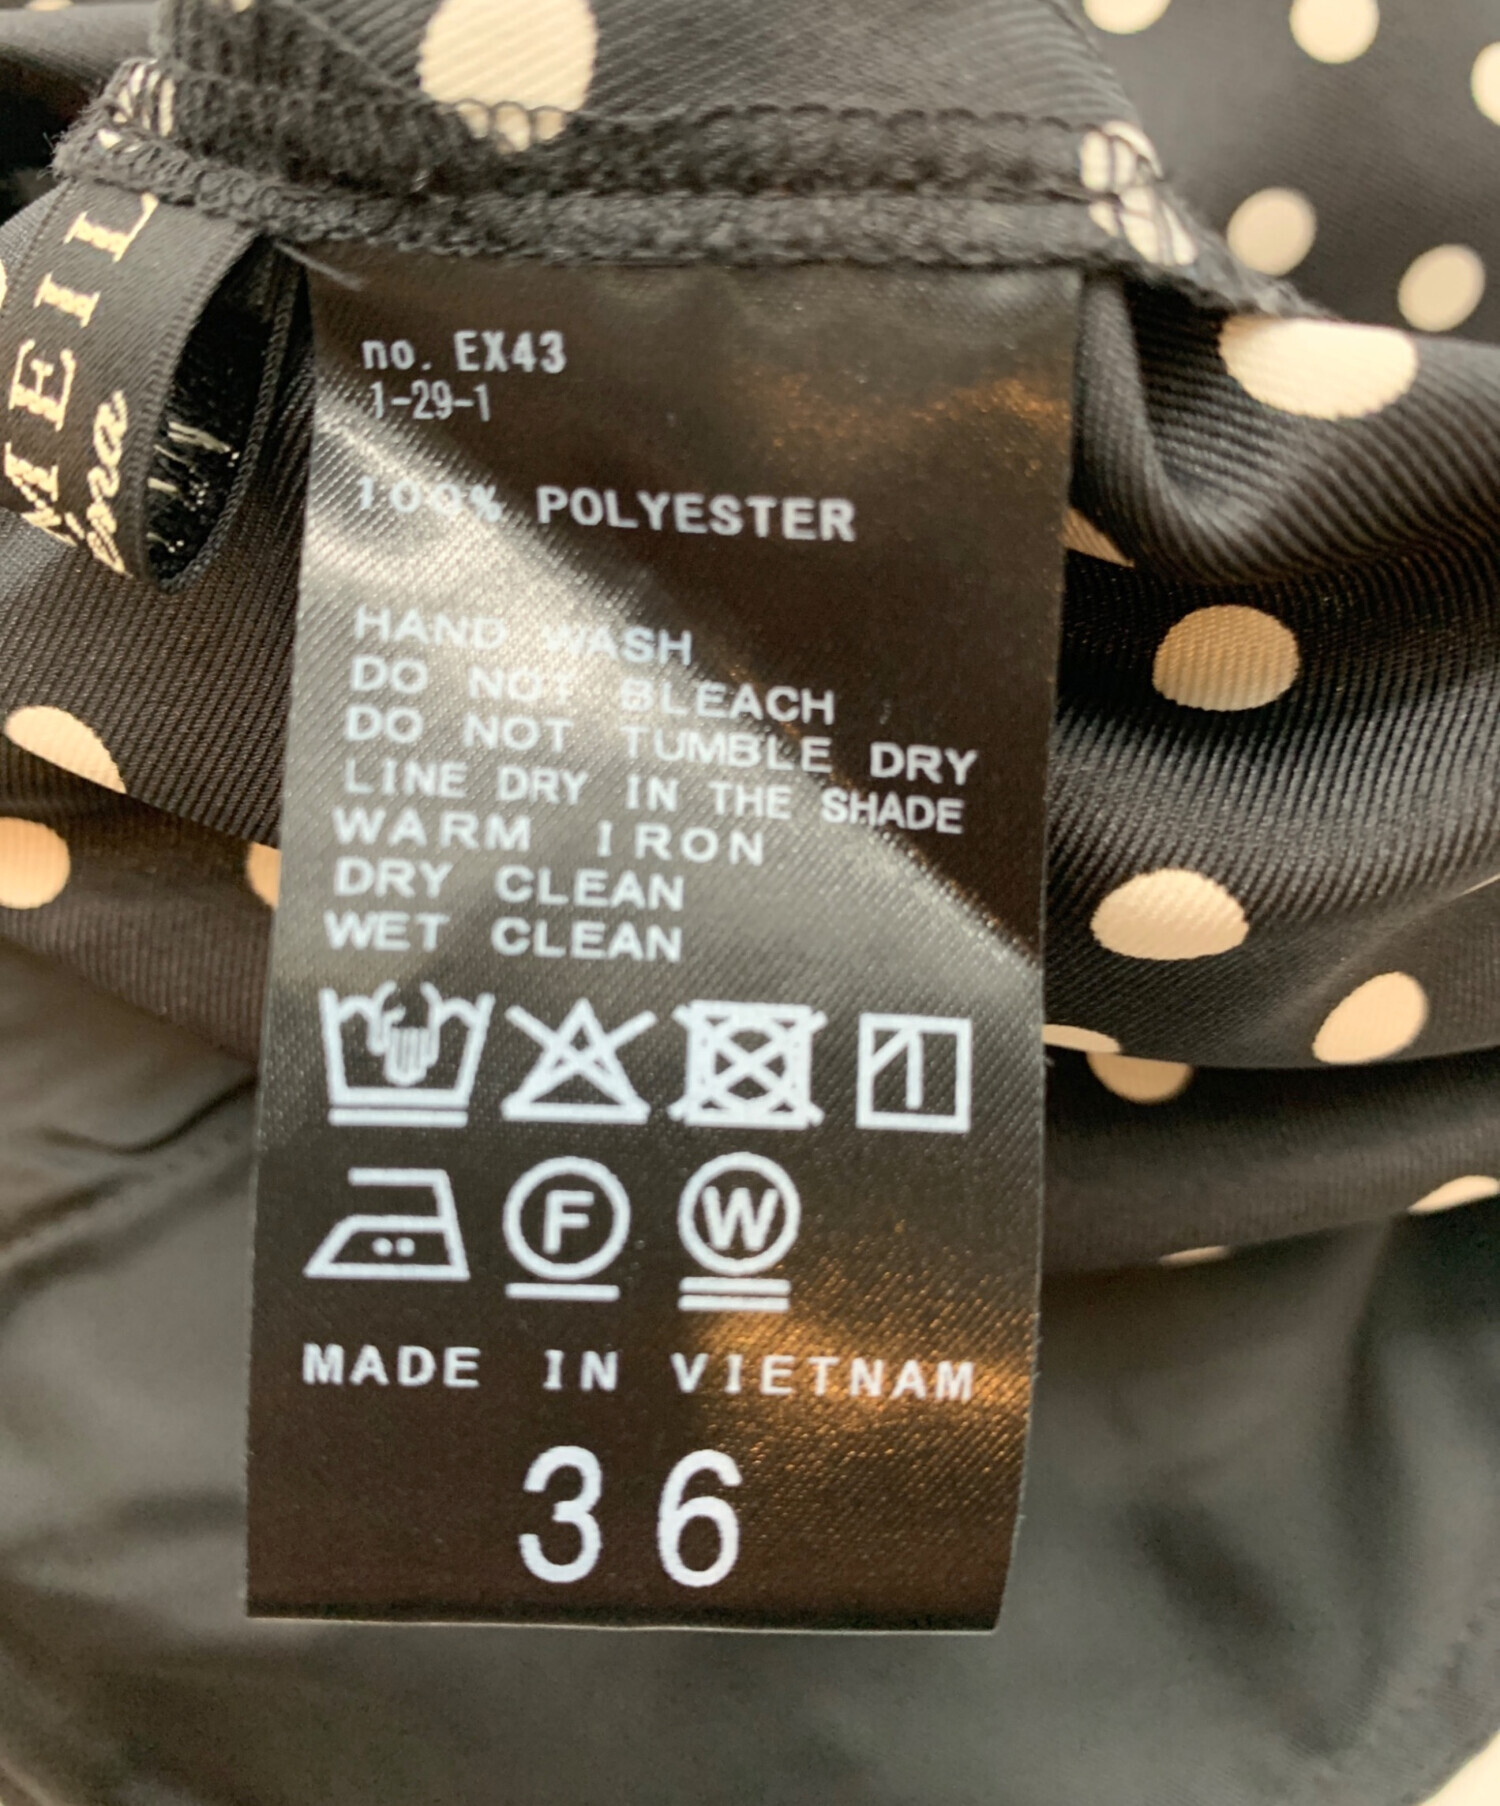 MEIL
no. EX43
1-29-1
100% POLYESTER
HAND WASH
DO NOT BLEACH
DO NOT TUMBLE DRY
LINE DRY IN THE SHADE
WARM IRON
DRY CLEAN
WET CLEAN
F W
MADE IN VIETNAM
36